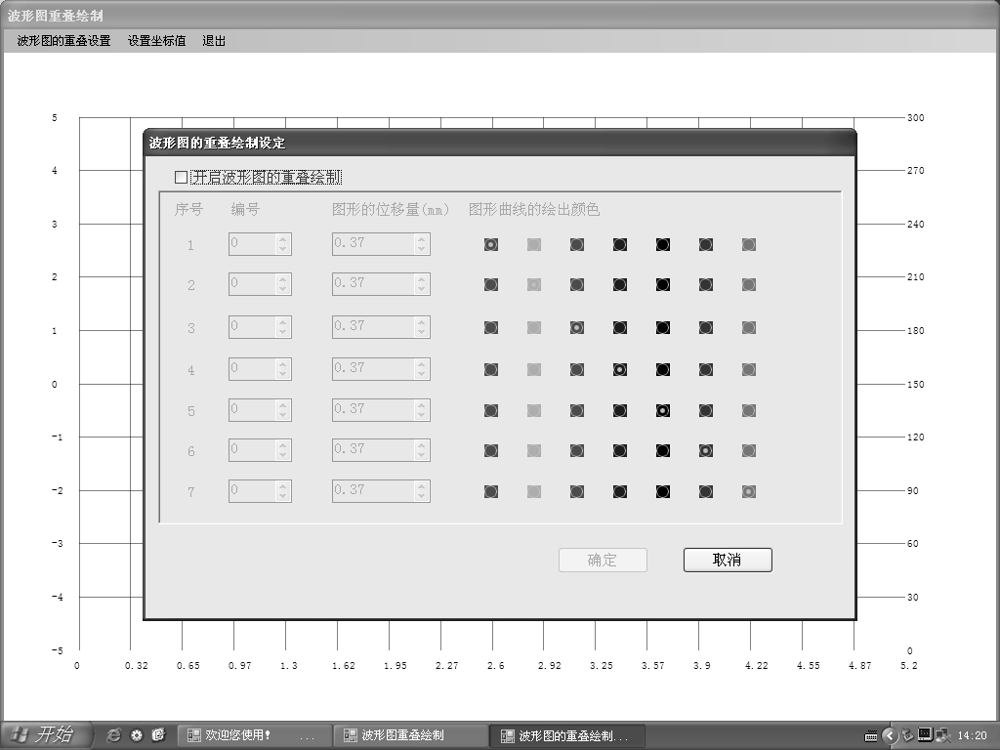 波形图重叠绘制
波形图的重叠设置 设置坐标值 退出
5 300
波形图的重叠绘制设定
开启波形图的重叠绘制
4 270
序号 编号 图形的位移量(mm) 图形曲线的绘出颜色
3 240
1 0 0.37
2 210
2 0 0.37
1 180
3 0 0.37
4 0 0.37
0 150
5 0 0.37
-1 120
6 0 0.37
-2 90
7 0 0.37
-3 60
确定 取消
-4 30
-5 0
0 0.32 0.65 0.97 1.3 1.62 1.95 2.27 2.6 2.92 3.25 3.57 3.9 4.22 4.55 4.87 5.2
开始 欢迎您使用! ... 波形图重叠绘制 波形图的重叠绘制... 14:20